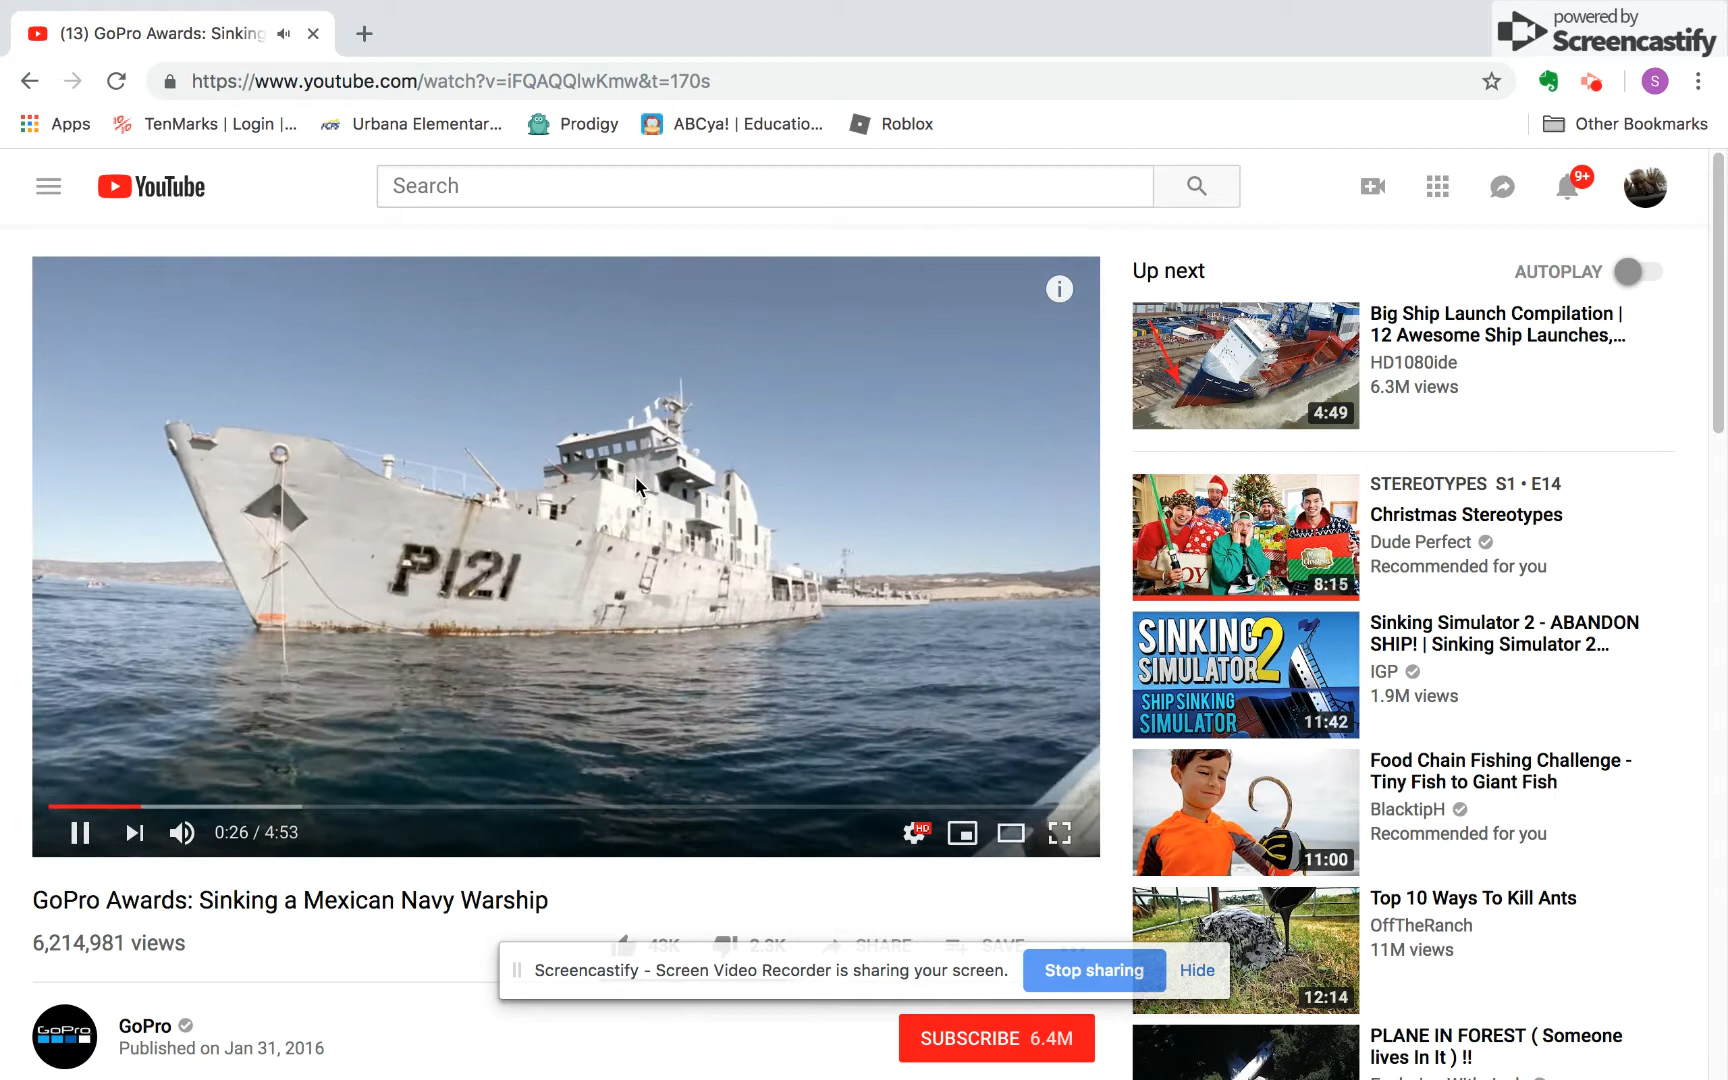 powered by
Screencastify
(13) GoPro Awards: Sinking
https://www.youtube.com/watch?v=iFQAQQlwKmw&t=170s
S
Apps
TenMarks | Login |...
Urbana Elementar...
Prodigy
ABCya! | Educatio...
Roblox
Other Bookmarks
YouTube
Search
9+
P121
0:26 / 4:53
HD
GoPro Awards: Sinking a Mexican Navy Warship
6,214,981 views
43K
2.3K
SHARE
SAVE
Screencastify - Screen Video Recorder is sharing your screen.
Stop sharing
Hide
GoPro
GoPro
Published on Jan 31, 2016
SUBSCRIBE 6.4M
Up next
AUTOPLAY
4:49
Big Ship Launch Compilation |
12 Awesome Ship Launches,...
HD1080ide
6.3M views
8:15
STEREOTYPES S1 • E14
Christmas Stereotypes
Dude Perfect
Recommended for you
SINKING
SIMULATOR 2
SHIP SINKING
SIMULATOR
11:42
Sinking Simulator 2 - ABANDON
SHIP! | Sinking Simulator 2...
IGP
1.9M views
11:00
Food Chain Fishing Challenge -
Tiny Fish to Giant Fish
BlacktipH
Recommended for you
12:14
Top 10 Ways To Kill Ants
OffTheRanch
11M views
PLANE IN FOREST ( Someone
lives In It ) !!